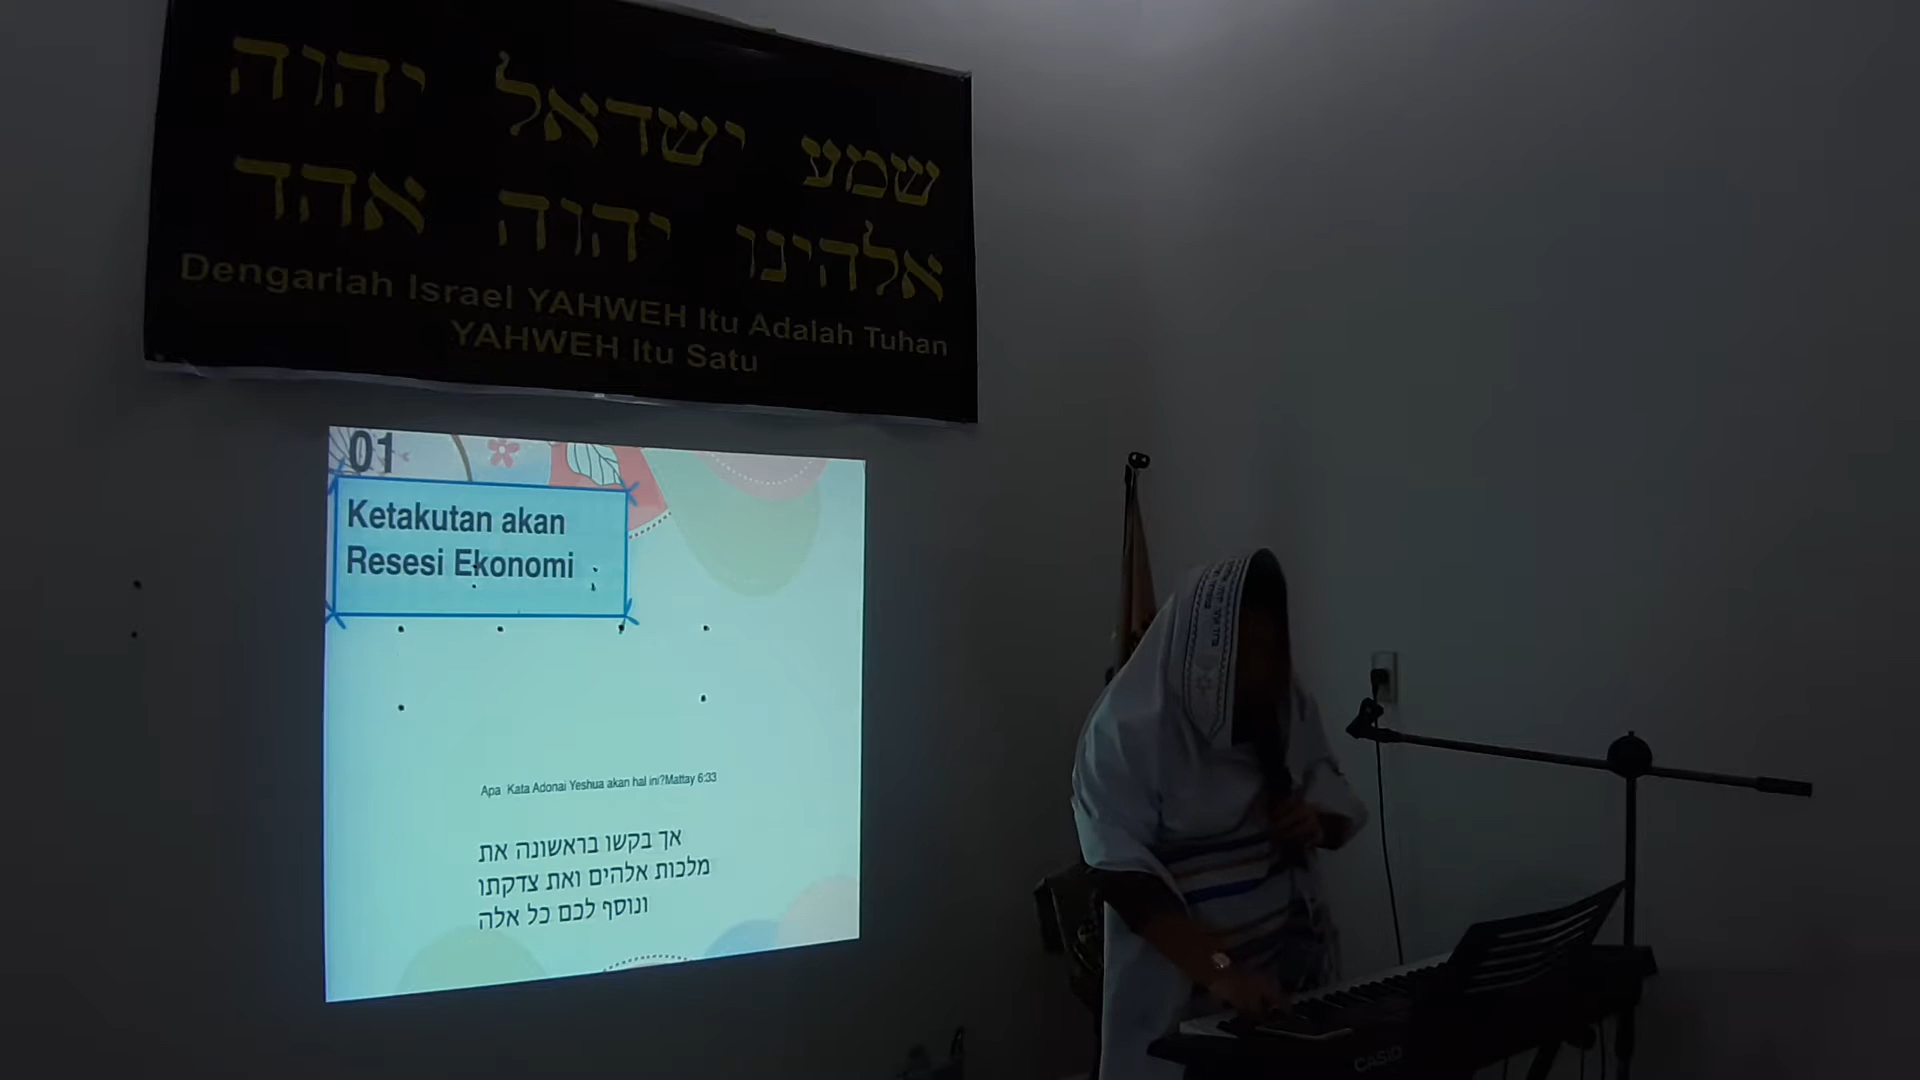 שמע ישדאל יהוה
אלהינו יהוה אהד
Dengarlah Israel YAHWEH Itu Adalah Tuhan
YAHWEH Itu Satu
01
Ketakutan akan
Resesi Ekonomi
Apa Kata Adonai Yeshua akan hal ini?Mattay 6:33
אך בקשו בראשונה את
מלכות אלהים ואת צדקתו
ונוסף לכם כל אלה
CASIO